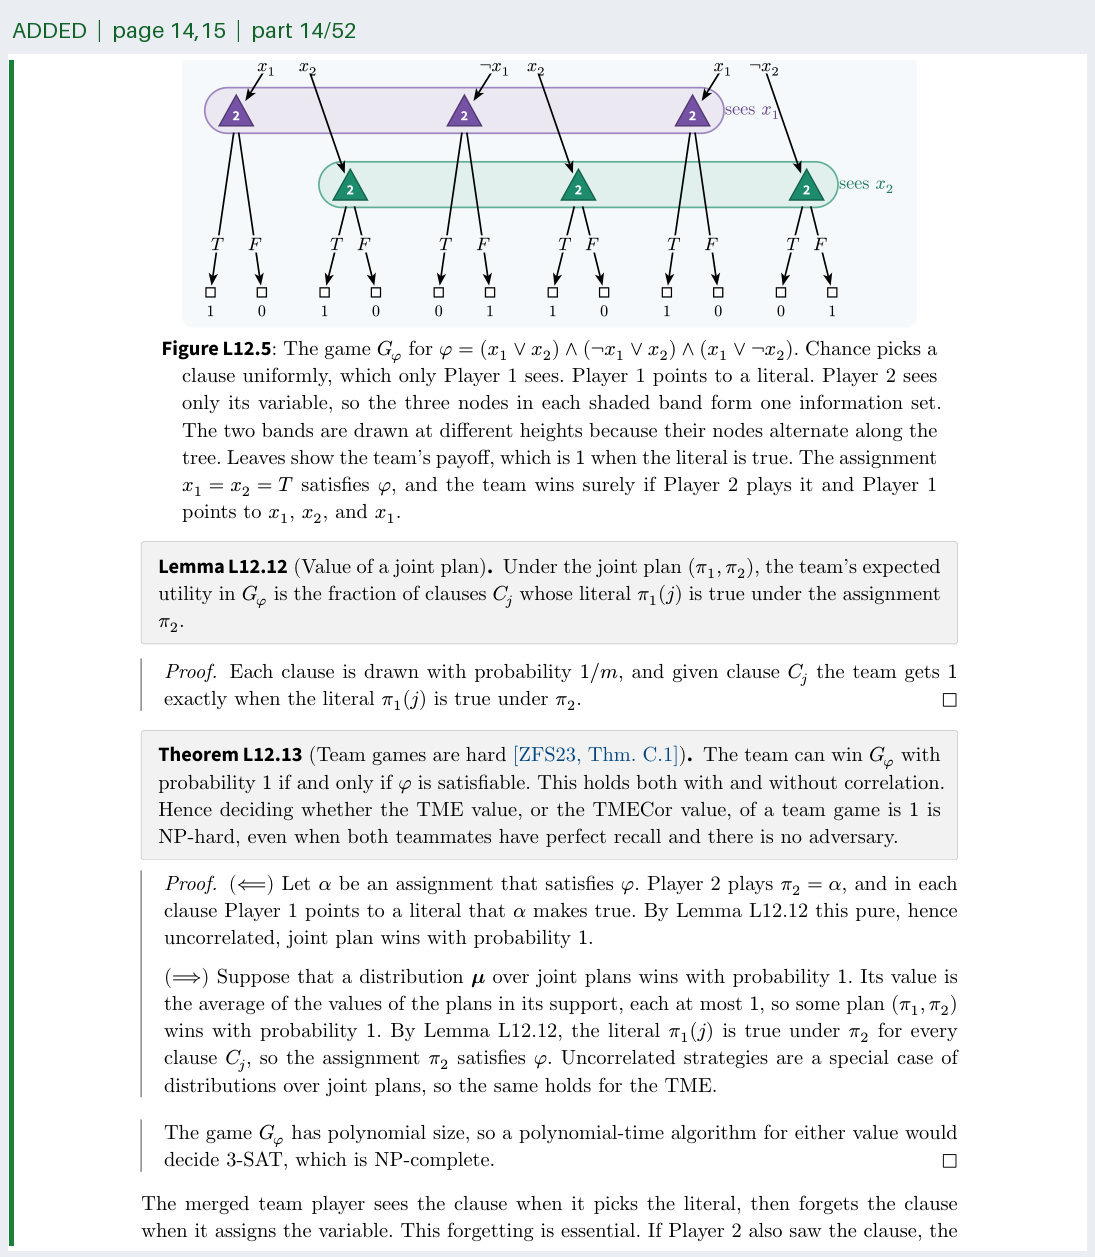 ADDED | page 14,15 | part 14/52
x₁ x₂ ¬x₁ x₂ x₁ ¬x₂
2 2 2 sees x₁
2 2 2 sees x₂
T F T F T F T F T F T F
1 0 1 0 0 1 1 0 1 0 0 1
Figure L12.5: The game G_φ for φ = (x₁ ∨ x₂) ∧ (¬x₁ ∨ x₂) ∧ (x₁ ∨ ¬x₂). Chance picks a
clause uniformly, which only Player 1 sees. Player 1 points to a literal. Player 2 sees
only its variable, so the three nodes in each shaded band form one information set.
The two bands are drawn at different heights because their nodes alternate along the
tree. Leaves show the team's payoff, which is 1 when the literal is true. The assignment
x₁ = x₂ = T satisfies φ, and the team wins surely if Player 2 plays it and Player 1
points to x₁, x₂, and x₁.
Lemma L12.12 (Value of a joint plan). Under the joint plan (π₁, π₂), the team's expected
utility in G_φ is the fraction of clauses C_j whose literal π₁(j) is true under the assignment
π₂.
Proof. Each clause is drawn with probability 1/m, and given clause C_j the team gets 1
exactly when the literal π₁(j) is true under π₂. □
Theorem L12.13 (Team games are hard [ZFS23, Thm. C.1]). The team can win G_φ with
probability 1 if and only if φ is satisfiable. This holds both with and without correlation.
Hence deciding whether the TME value, or the TMECor value, of a team game is 1 is
NP-hard, even when both teammates have perfect recall and there is no adversary.
Proof. (⟸) Let α be an assignment that satisfies φ. Player 2 plays π₂ = α, and in each
clause Player 1 points to a literal that α makes true. By Lemma L12.12 this pure, hence
uncorrelated, joint plan wins with probability 1.
(⟹) Suppose that a distribution μ over joint plans wins with probability 1. Its value is
the average of the values of the plans in its support, each at most 1, so some plan (π₁, π₂)
wins with probability 1. By Lemma L12.12, the literal π₁(j) is true under π₂ for every
clause C_j, so the assignment π₂ satisfies φ. Uncorrelated strategies are a special case of
distributions over joint plans, so the same holds for the TME.
The game G_φ has polynomial size, so a polynomial-time algorithm for either value would
decide 3-SAT, which is NP-complete. □
The merged team player sees the clause when it picks the literal, then forgets the clause
when it assigns the variable. This forgetting is essential. If Player 2 also saw the clause, the